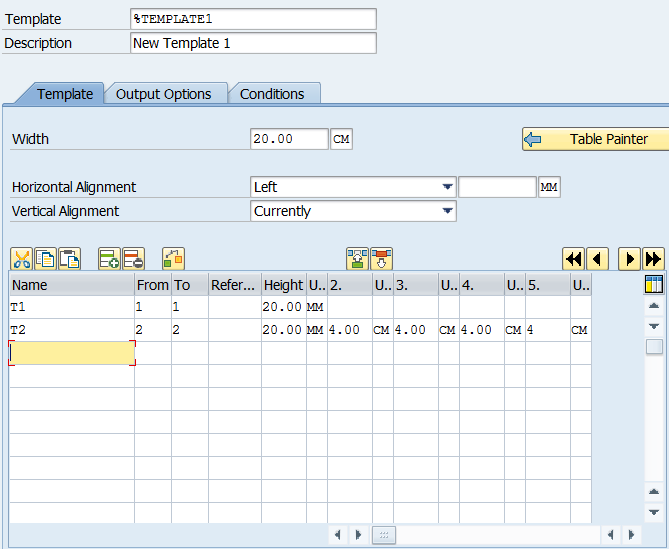 Template %TEMPLATE1
Description New Template 1
Template Output Options Conditions
Width 20.00 CM Table Painter
Horizontal Alignment Left MM
Vertical Alignment Currently
Name From To Refer... Height U.. 2. U.. 3. U.. 4. U.. 5. U..
T1 1 1 20.00 MM
T2 2 2 20.00 MM 4.00 CM 4.00 CM 4.00 CM 4 CM